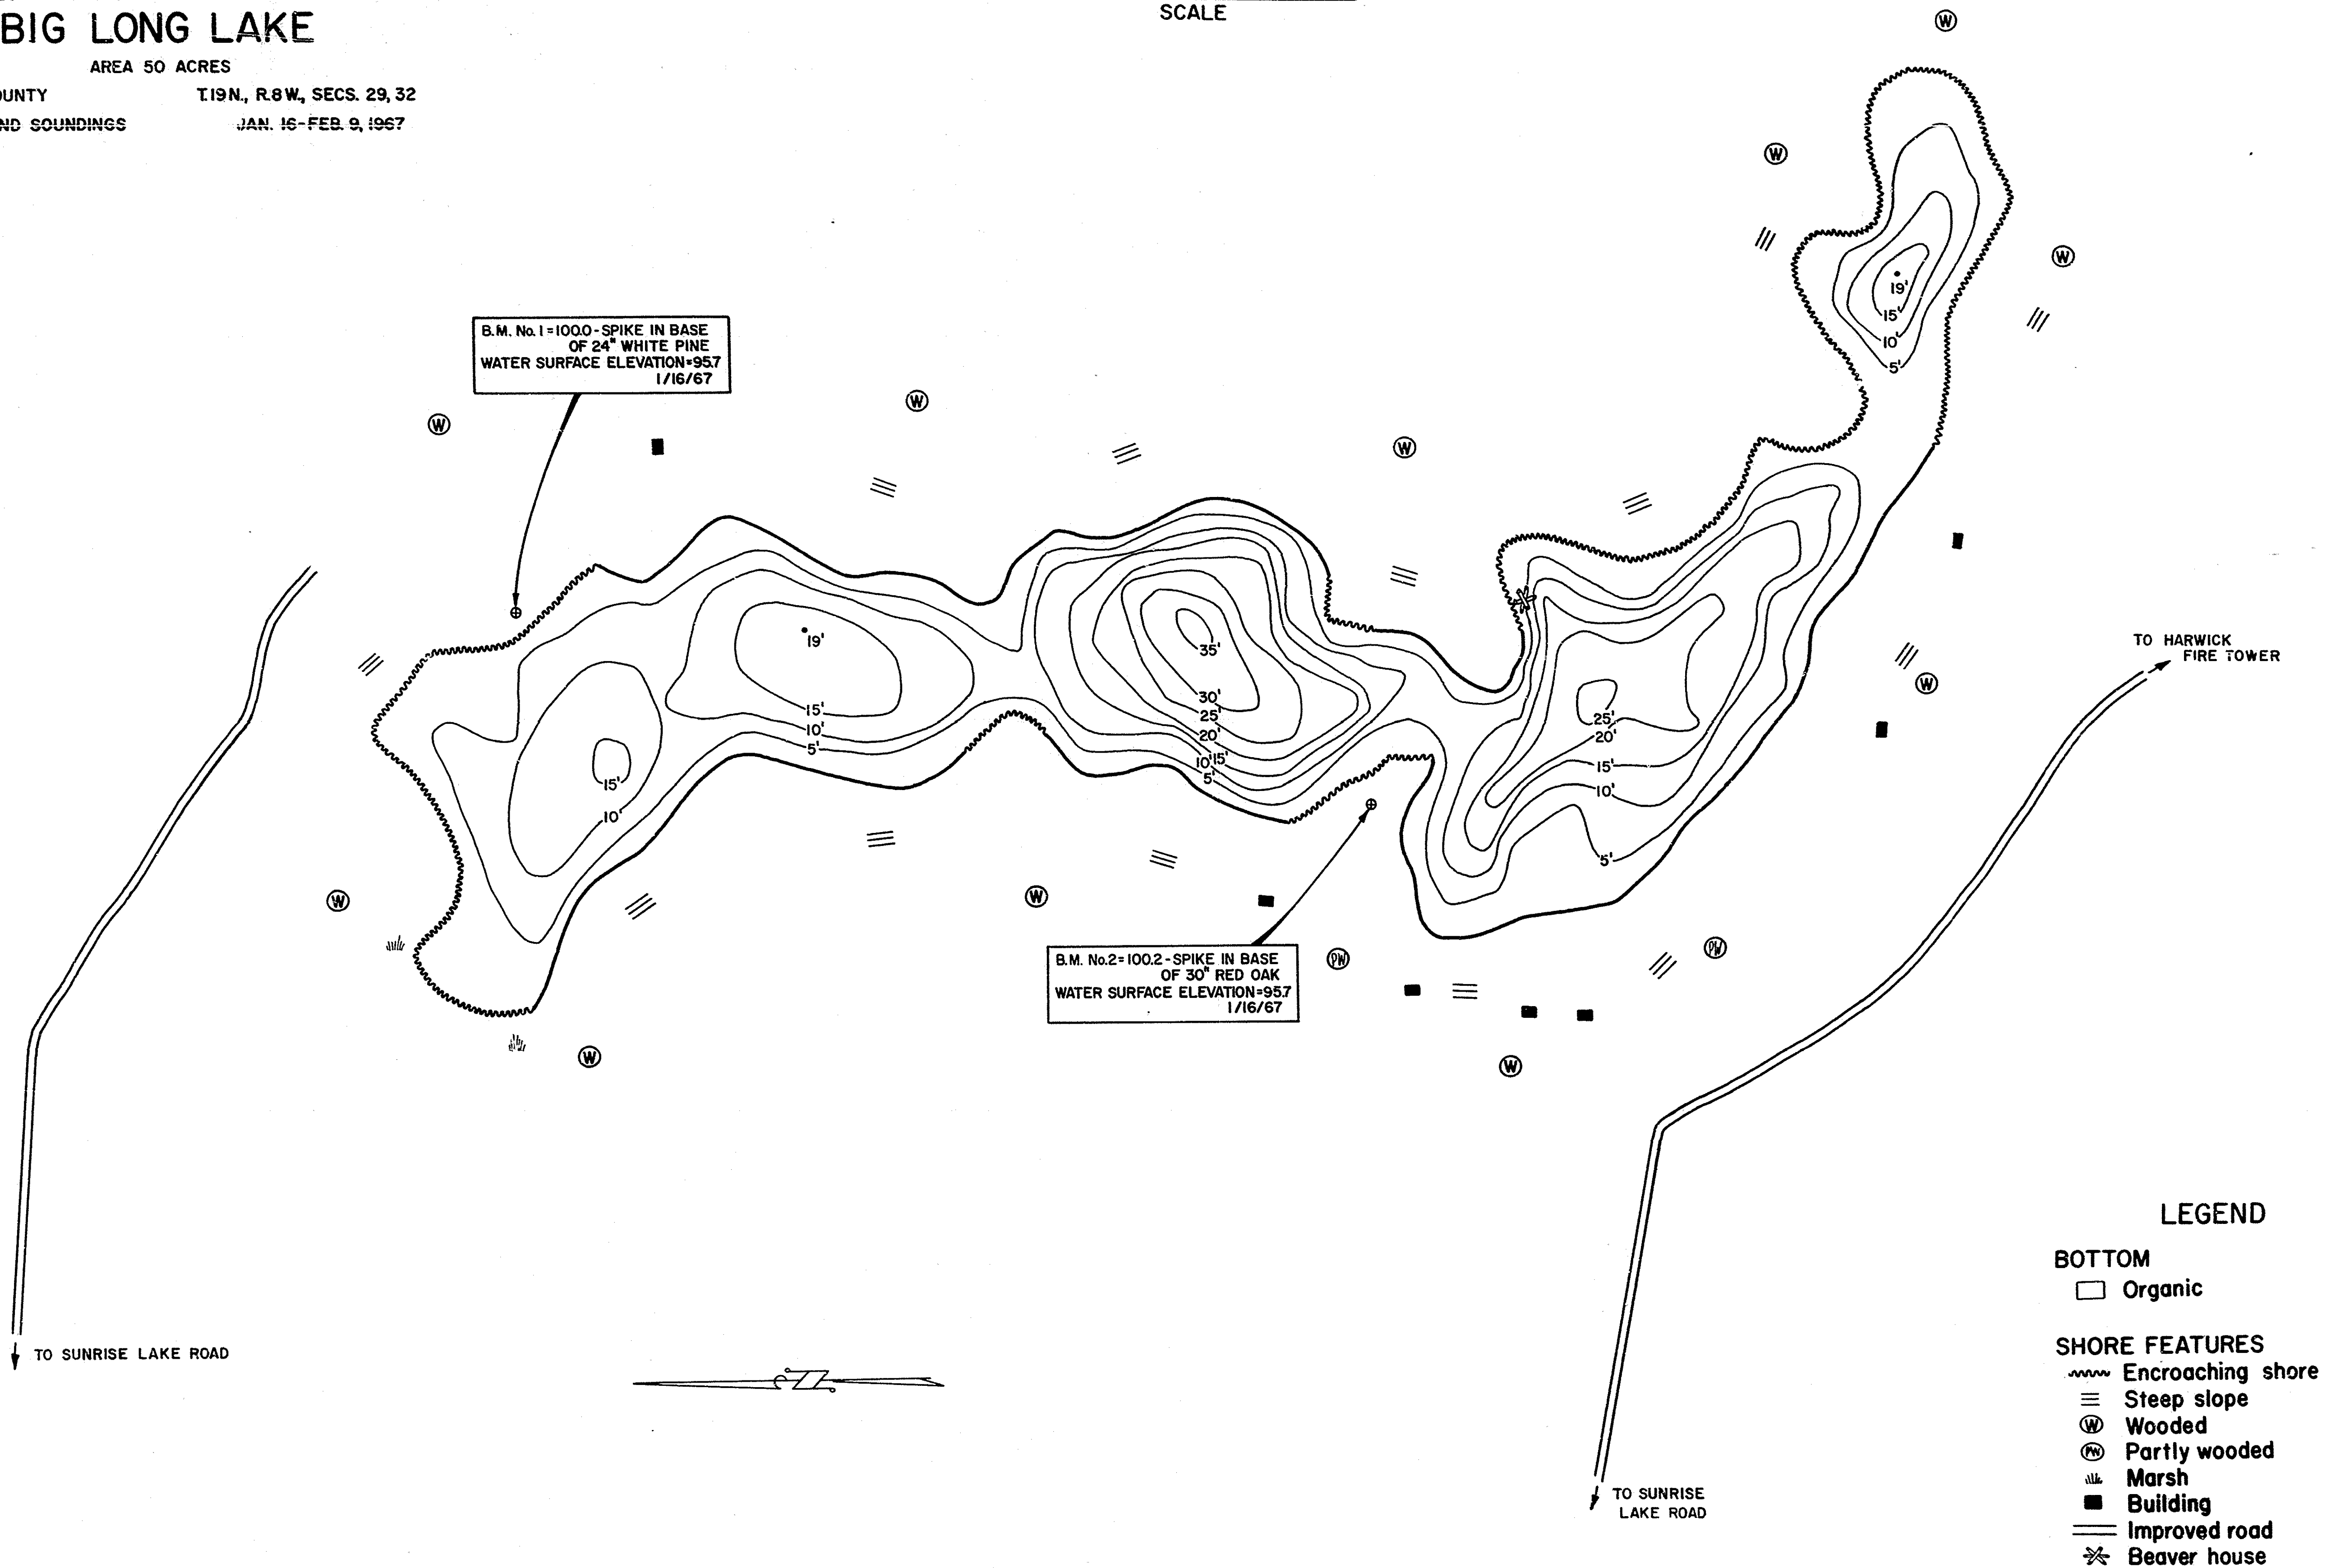 SCALE
BIG LONG LAKE
AREA 50 ACRES
OUNTY T.19N., R.8W., SECS. 29, 32
ND SOUNDINGS JAN. 16-FEB. 9, 1967
W
W
W
W
19'
15'
10'
5'
B.M. No. 1=100.0-SPIKE IN BASE
OF 24" WHITE PINE
WATER SURFACE ELEVATION=95.7
1/16/67
W
W
W
19'
15'
10'
5'
15'
10'
35'
30'
25'
20'
10' 15'
5'
25'
20'
15'
10'
5'
TO HARWICK
FIRE TOWER
W
W
W
PW
PW
B.M. No.2=100.2-SPIKE IN BASE
OF 30" RED OAK
WATER SURFACE ELEVATION=95.7
1/16/67
W
W
TO SUNRISE LAKE ROAD
N
TO SUNRISE
LAKE ROAD
LEGEND
BOTTOM
Organic
SHORE FEATURES
Encroaching shore
Steep slope
W Wooded
PW Partly wooded
Marsh
Building
Improved road
Beaver house